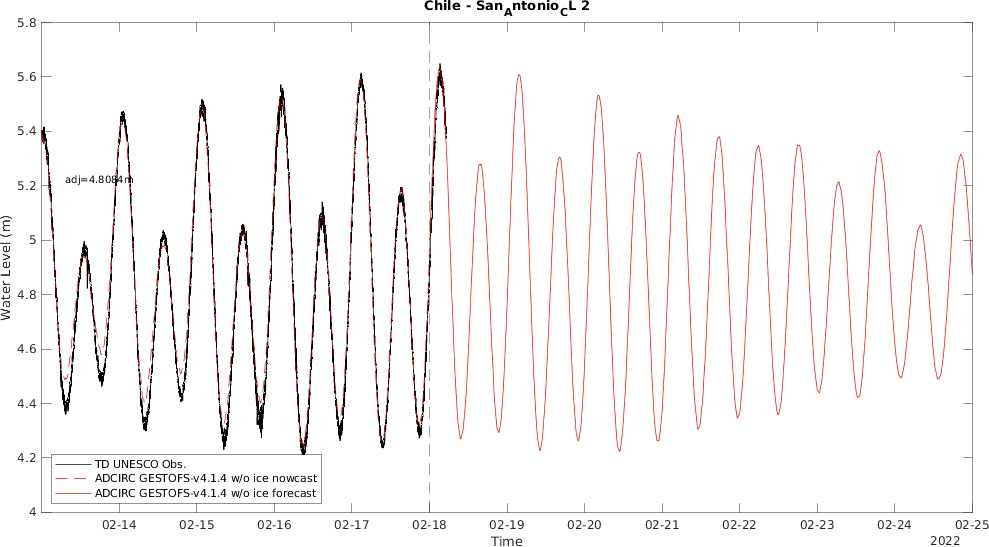 Chile - SanAntonioCL 2
5.8
5.6
5.4
5.2
5
4.8
4.6
4.4
4.2
4
Water Level (m)
adj=4.8084m
TD UNESCO Obs.
ADCIRC GESTOFS-v4.1.4 w/o ice nowcast
ADCIRC GESTOFS-v4.1.4 w/o ice forecast
02-14 02-15 02-16 02-17 02-18 02-19 02-20 02-21 02-22 02-23 02-24 02-25
Time
2022